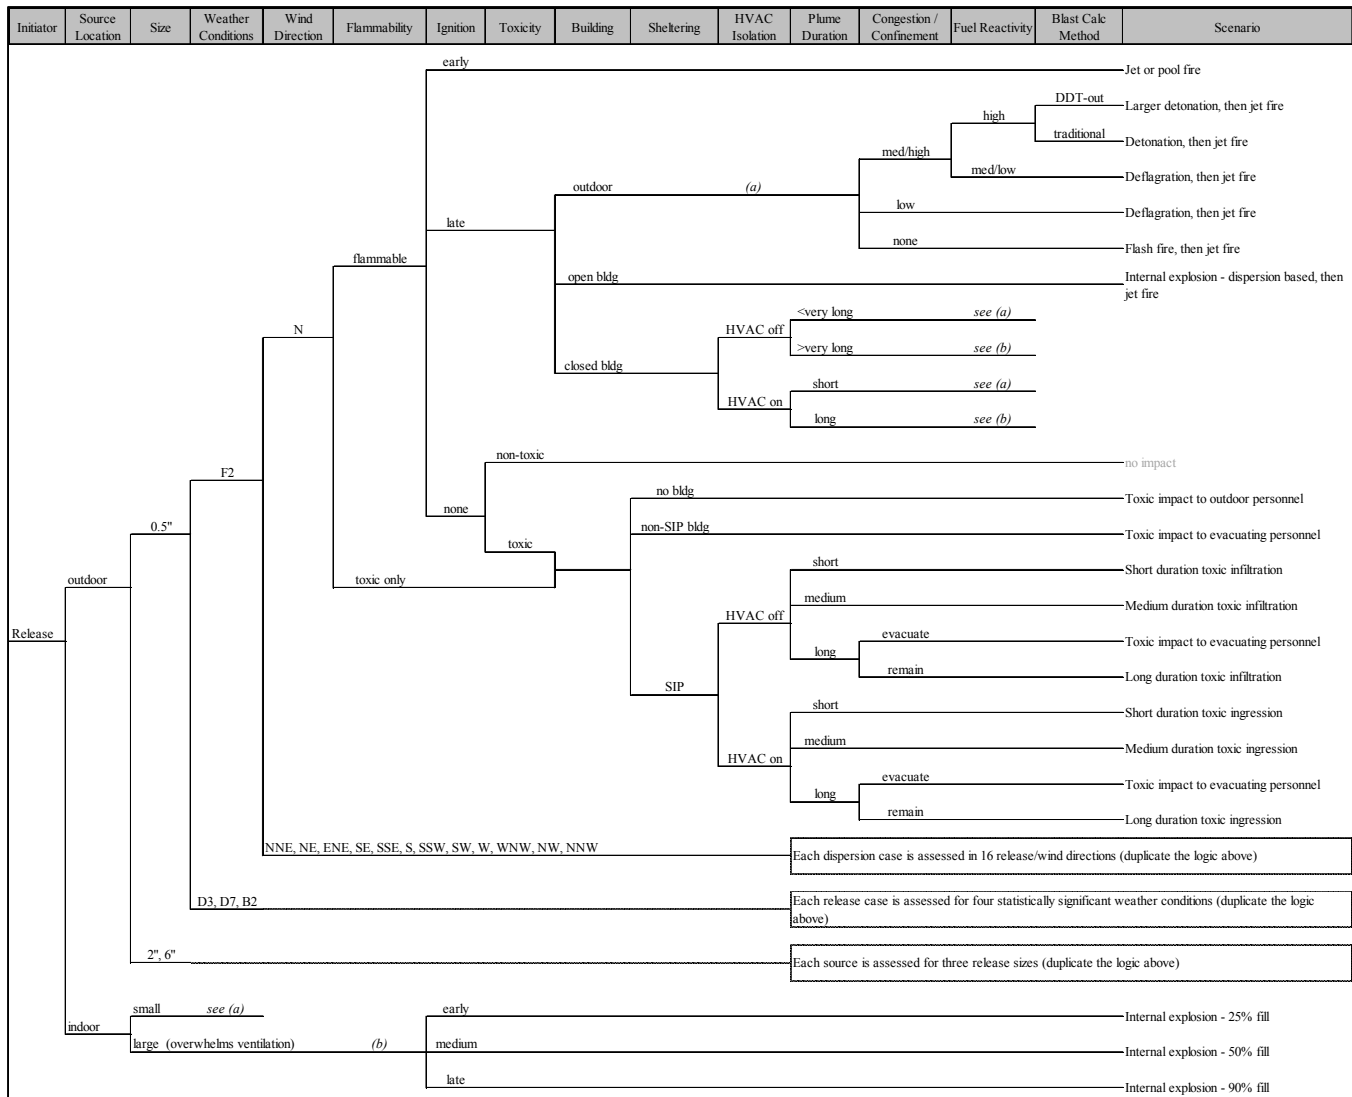 Initiator
Source Location
Size
Weather Conditions
Wind Direction
Flammability
Ignition
Toxicity
Building
Sheltering
HVAC Isolation
Plume Duration
Congestion / Confinement
Fuel Reactivity
Blast Calc Method
Scenario
early
Jet or pool fire
DDT-out
Larger detonation, then jet fire
high
traditional
Detonation, then jet fire
med/high
med/low
Deflagration, then jet fire
outdoor (a)
low
Deflagration, then jet fire
late
none
Flash fire, then jet fire
flammable
open bldg
Internal explosion - dispersion based, then
jet fire
<very long see (a)
N
HVAC off
>very long see (b)
closed bldg
short see (a)
HVAC on
long see (b)
non-toxic
no impact
F2
no bldg
Toxic impact to outdoor personnel
none
0.5"
non-SIP bldg
Toxic impact to evacuating personnel
toxic
short
Short duration toxic infiltration
outdoor
toxic only
medium
Medium duration toxic infiltration
HVAC off
Release
evacuate
Toxic impact to evacuating personnel
long
remain
Long duration toxic infiltration
SIP
short
Short duration toxic ingression
medium
Medium duration toxic ingression
HVAC on
evacuate
Toxic impact to evacuating personnel
long
remain
Long duration toxic ingression
NNE, NE, ENE, SE, SSE, S, SSW, SW, W, WNW, NW, NNW
Each dispersion case is assessed in 16 release/wind directions (duplicate the logic above)
D3, D7, B2
Each release case is assessed for four statistically significant weather conditions (duplicate the logic
above)
2", 6"
Each source is assessed for three release sizes (duplicate the logic above)
small see (a)
early
Internal explosion - 25% fill
indoor
large (overwhelms ventilation) (b)
medium
Internal explosion - 50% fill
late
Internal explosion - 90% fill